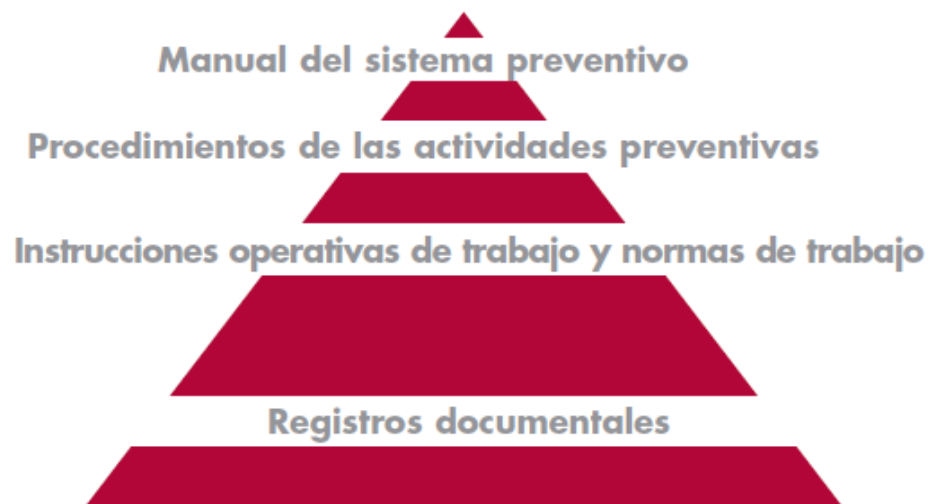 Manual del sistema preventivo
Procedimientos de las actividades preventivas
Instrucciones operativas de trabajo y normas de trabajo
Registros documentales